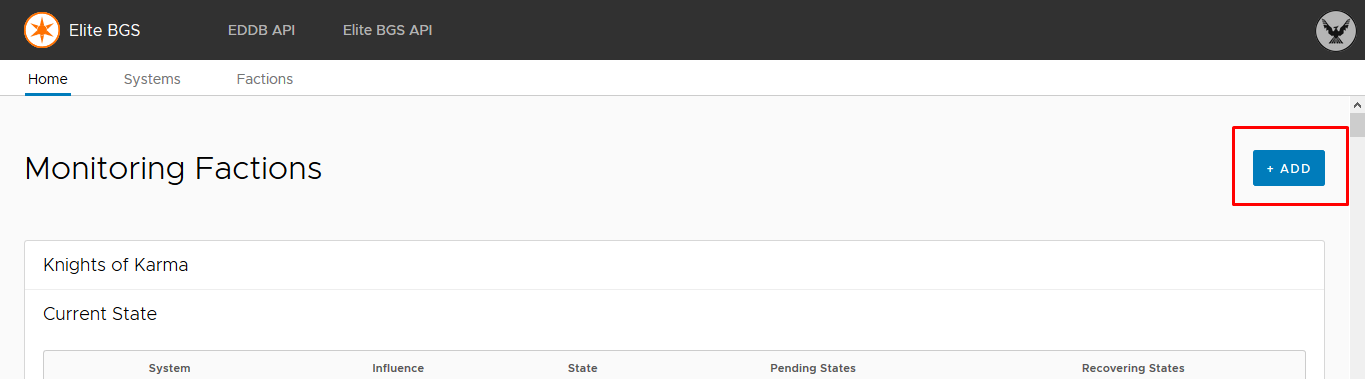 Elite BGS EDDB API Elite BGS API
Home Systems Factions
Monitoring Factions + ADD
Knights of Karma
Current State
System Influence State Pending States Recovering States